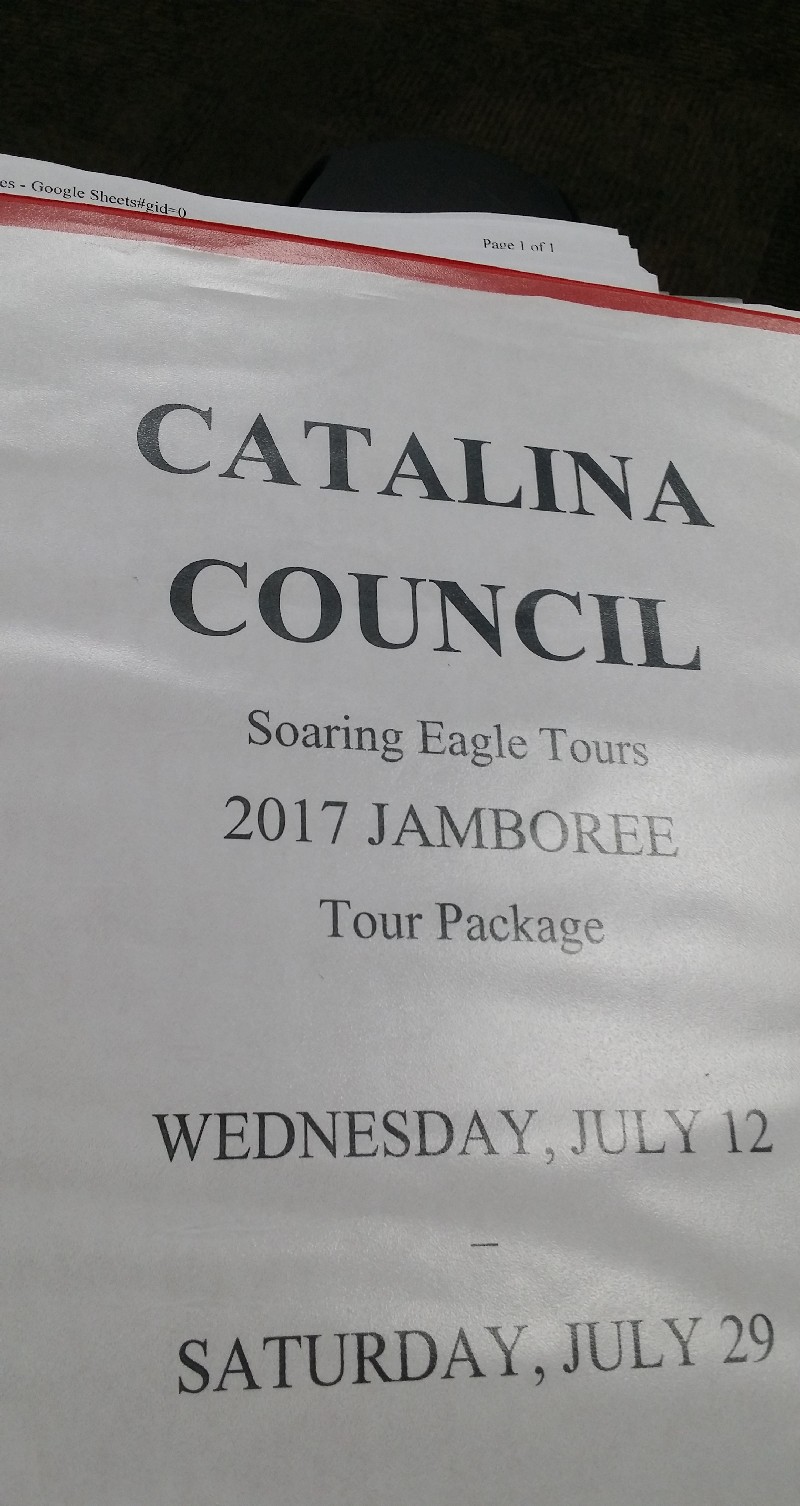 es - Google Sheets#gid=0
Page 1 of 1
CATALINA
COUNCIL
Soaring Eagle Tours
2017 JAMBOREE
Tour Package
WEDNESDAY, JULY 12
–
SATURDAY, JULY 29